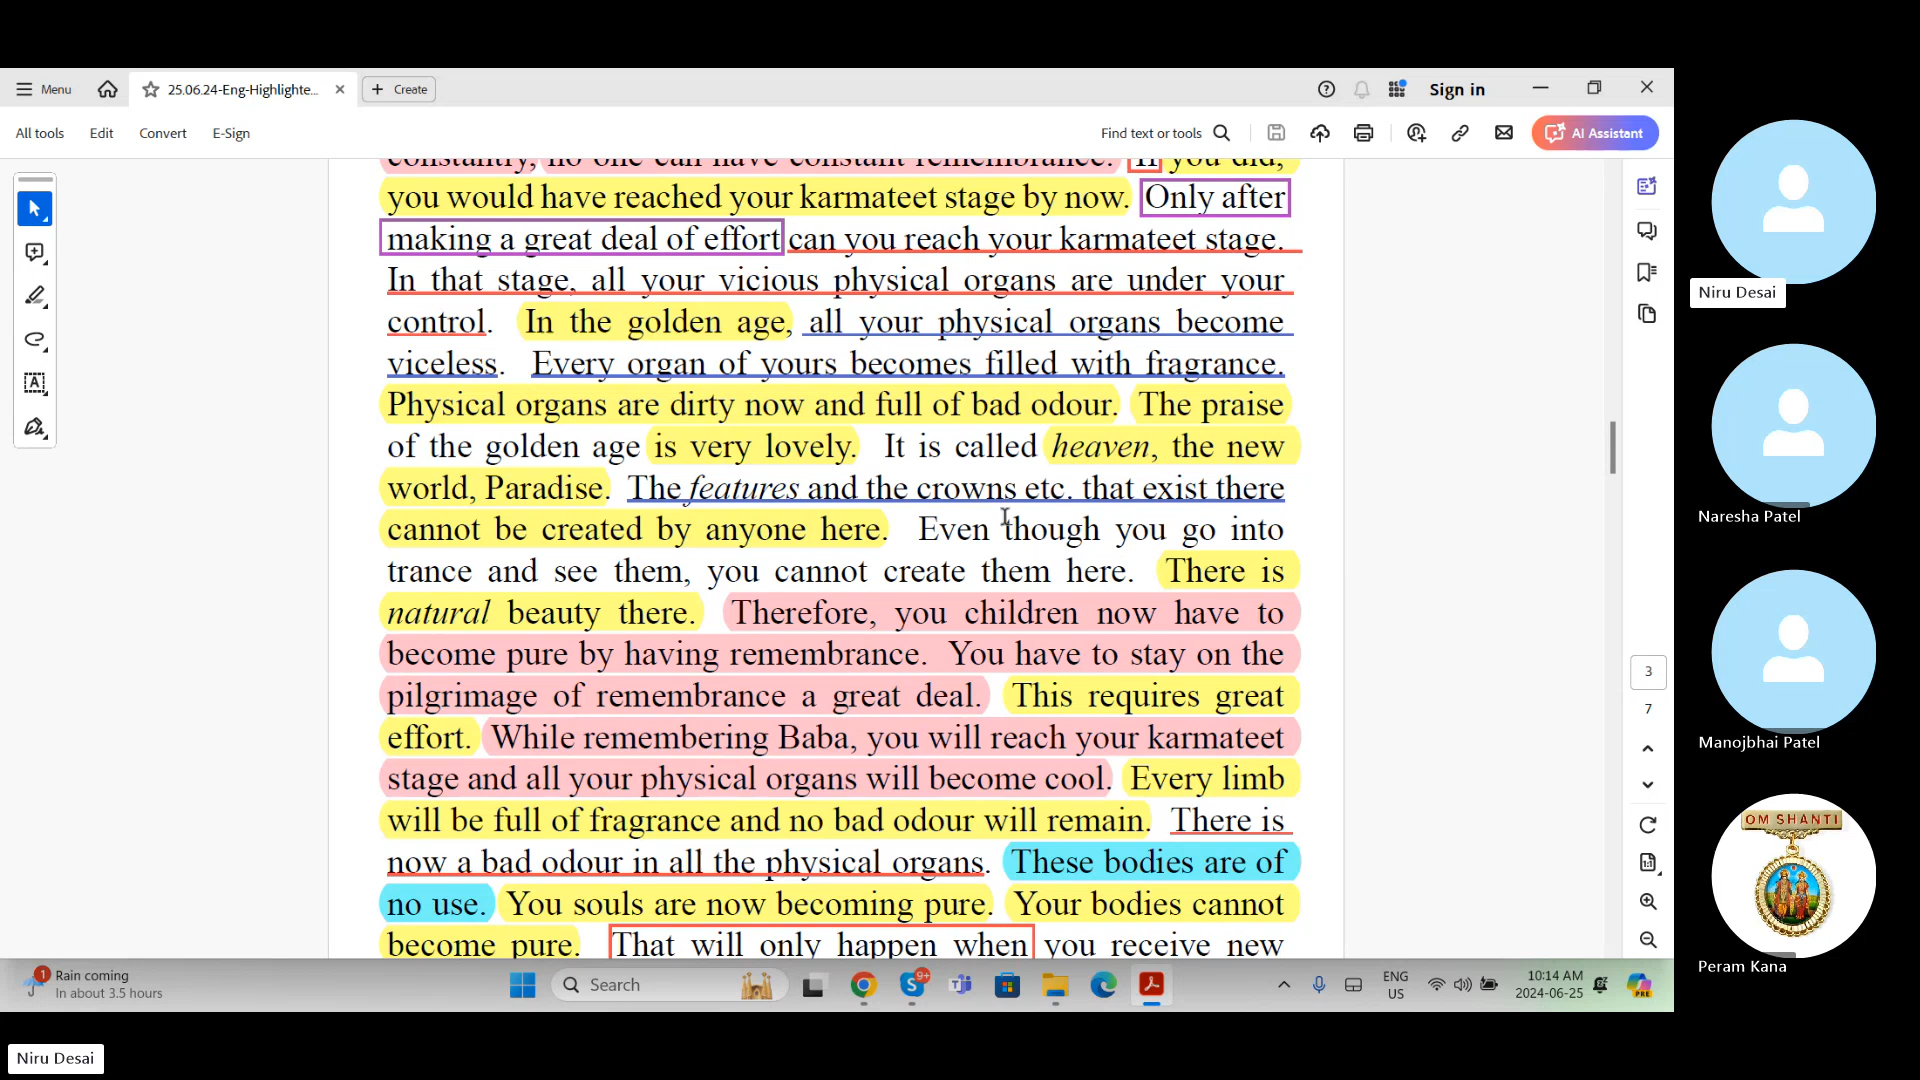 Menu
25.06.24-Eng-Highlighte...
Create
Sign in
All tools
Edit
Convert
E-Sign
Find text or tools
AI Assistant
constantly, no one can have constant remembrance. If you did,
you would have reached your karmateet stage by now. Only after
making a great deal of effort can you reach your karmateet stage.
In that stage, all your vicious physical organs are under your
control. In the golden age, all your physical organs become
viceless. Every organ of yours becomes filled with fragrance.
Physical organs are dirty now and full of bad odour. The praise
of the golden age is very lovely. It is called heaven, the new
world, Paradise. The features and the crowns etc. that exist there
cannot be created by anyone here. Even though you go into
trance and see them, you cannot create them here. There is
natural beauty there. Therefore, you children now have to
become pure by having remembrance. You have to stay on the
pilgrimage of remembrance a great deal. This requires great
effort. While remembering Baba, you will reach your karmateet
stage and all your physical organs will become cool. Every limb
will be full of fragrance and no bad odour will remain. There is
now a bad odour in all the physical organs. These bodies are of
no use. You souls are now becoming pure. Your bodies cannot
become pure. That will only happen when you receive new
3
7
Niru Desai
Naresha Patel
Manojbhai Patel
OM SHANTI
Peram Kana
1
Rain coming
In about 3.5 hours
Search
9+
ENG
US
10:14 AM
2024-06-25
PRE
Niru Desai